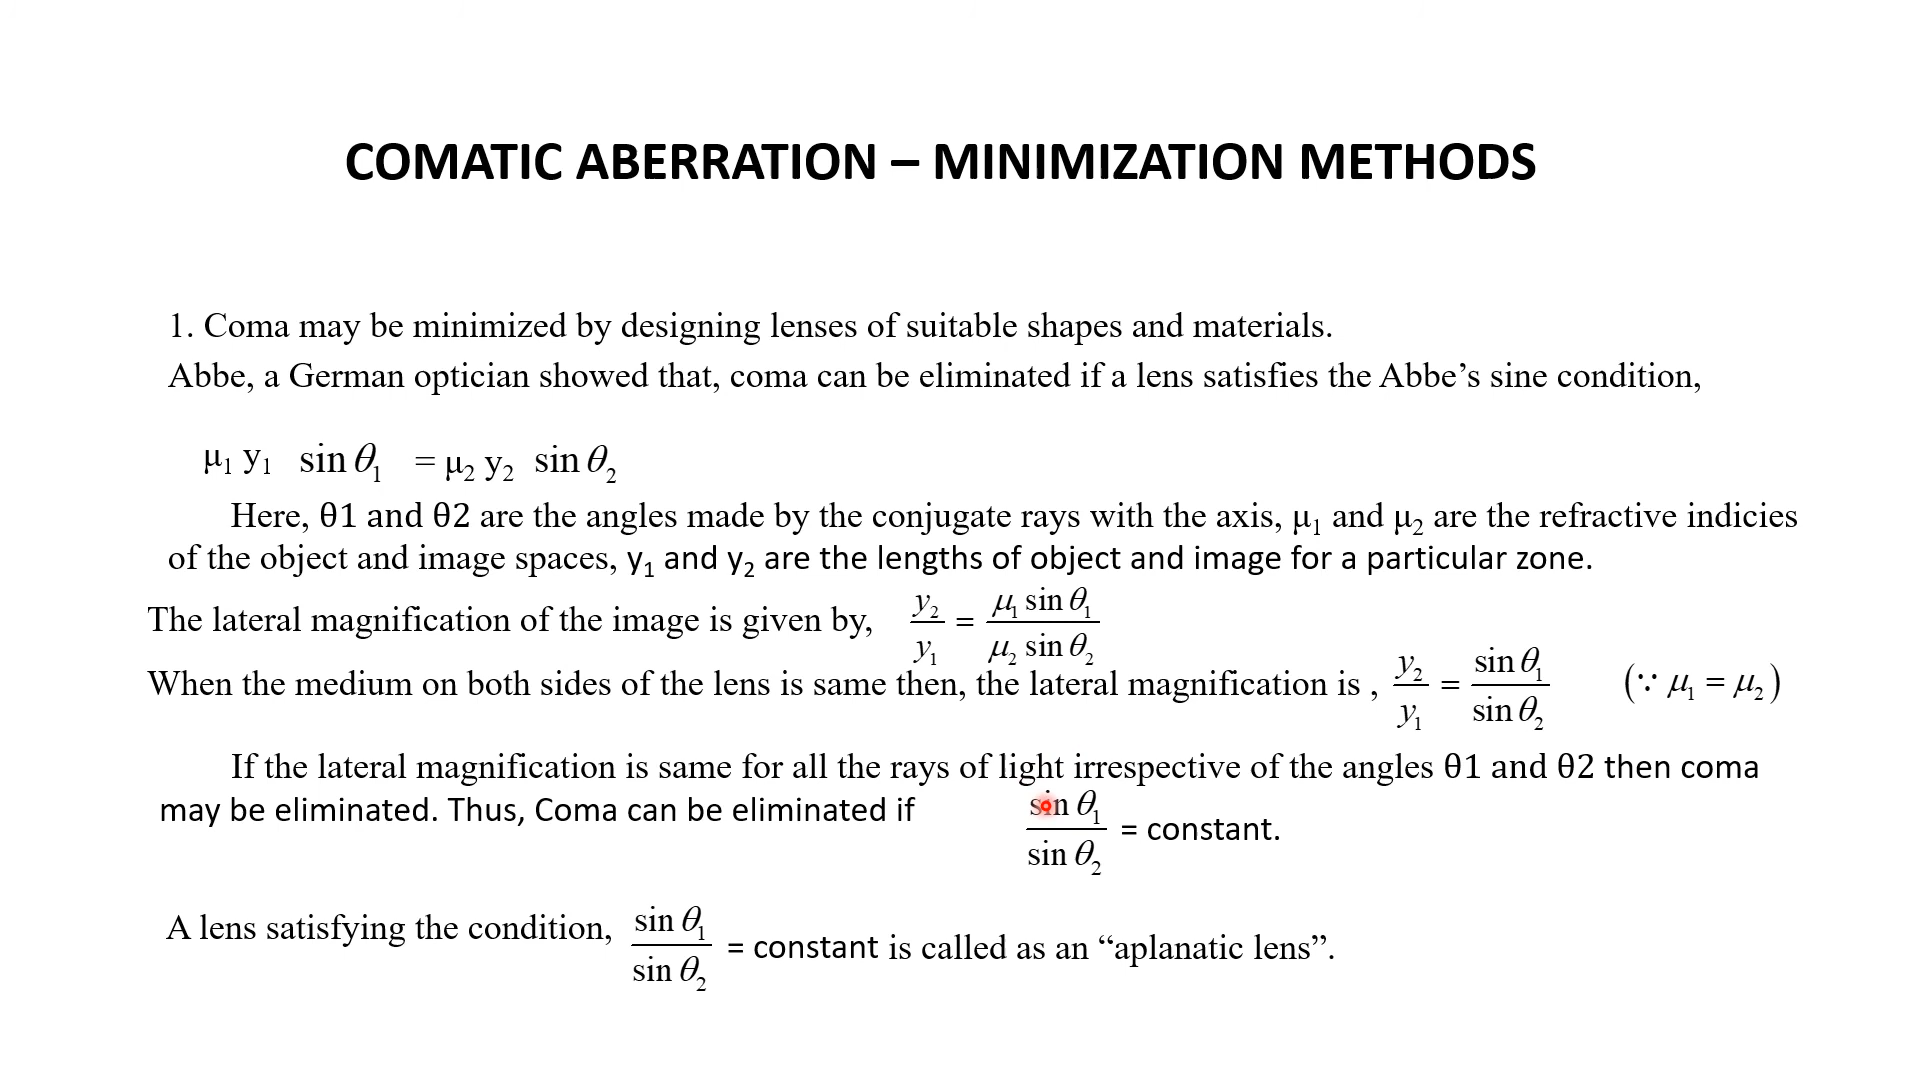 COMATIC ABERRATION – MINIMIZATION METHODS
1. Coma may be minimized by designing lenses of suitable shapes and materials.
Abbe, a German optician showed that, coma can be eliminated if a lens satisfies the Abbe’s sine condition,
μ₁ y₁ sin θ₁ = μ₂ y₂ sin θ₂
Here, θ1 and θ2 are the angles made by the conjugate rays with the axis, μ₁ and μ₂ are the refractive indicies
of the object and image spaces, y₁ and y₂ are the lengths of object and image for a particular zone.
The lateral magnification of the image is given by, y₂/y₁ = μ₁ sin θ₁/μ₂ sin θ₂
When the medium on both sides of the lens is same then, the lateral magnification is , y₂/y₁ = sin θ₁/sin θ₂ (∵ μ₁ = μ₂)
If the lateral magnification is same for all the rays of light irrespective of the angles θ1 and θ2 then coma
may be eliminated. Thus, Coma can be eliminated if sin θ₁/sin θ₂ = constant.
A lens satisfying the condition, sin θ₁/sin θ₂ = constant is called as an “aplanatic lens”.